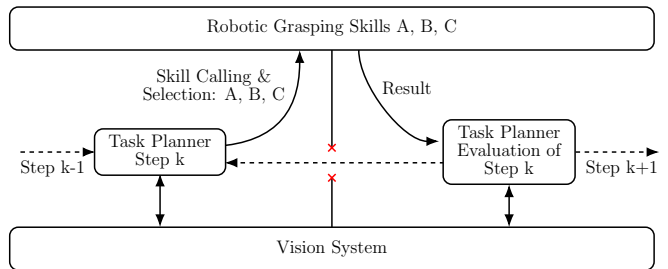 Robotic Grasping Skills A, B, C
Skill Calling &
Selection: A, B, C
Result
Task Planner
Step k
Task Planner
Evaluation of
Step k
Step k-1
Step k+1
Vision System